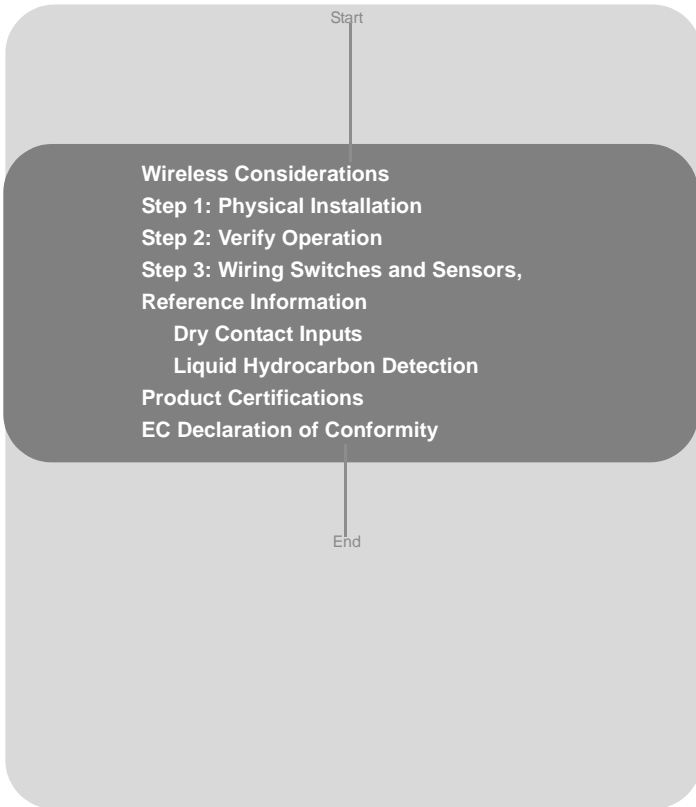 Start
Wireless Considerations
Step 1: Physical Installation
Step 2: Verify Operation
Step 3: Wiring Switches and Sensors,
Reference Information
Dry Contact Inputs
Liquid Hydrocarbon Detection
Product Certifications
EC Declaration of Conformity
End